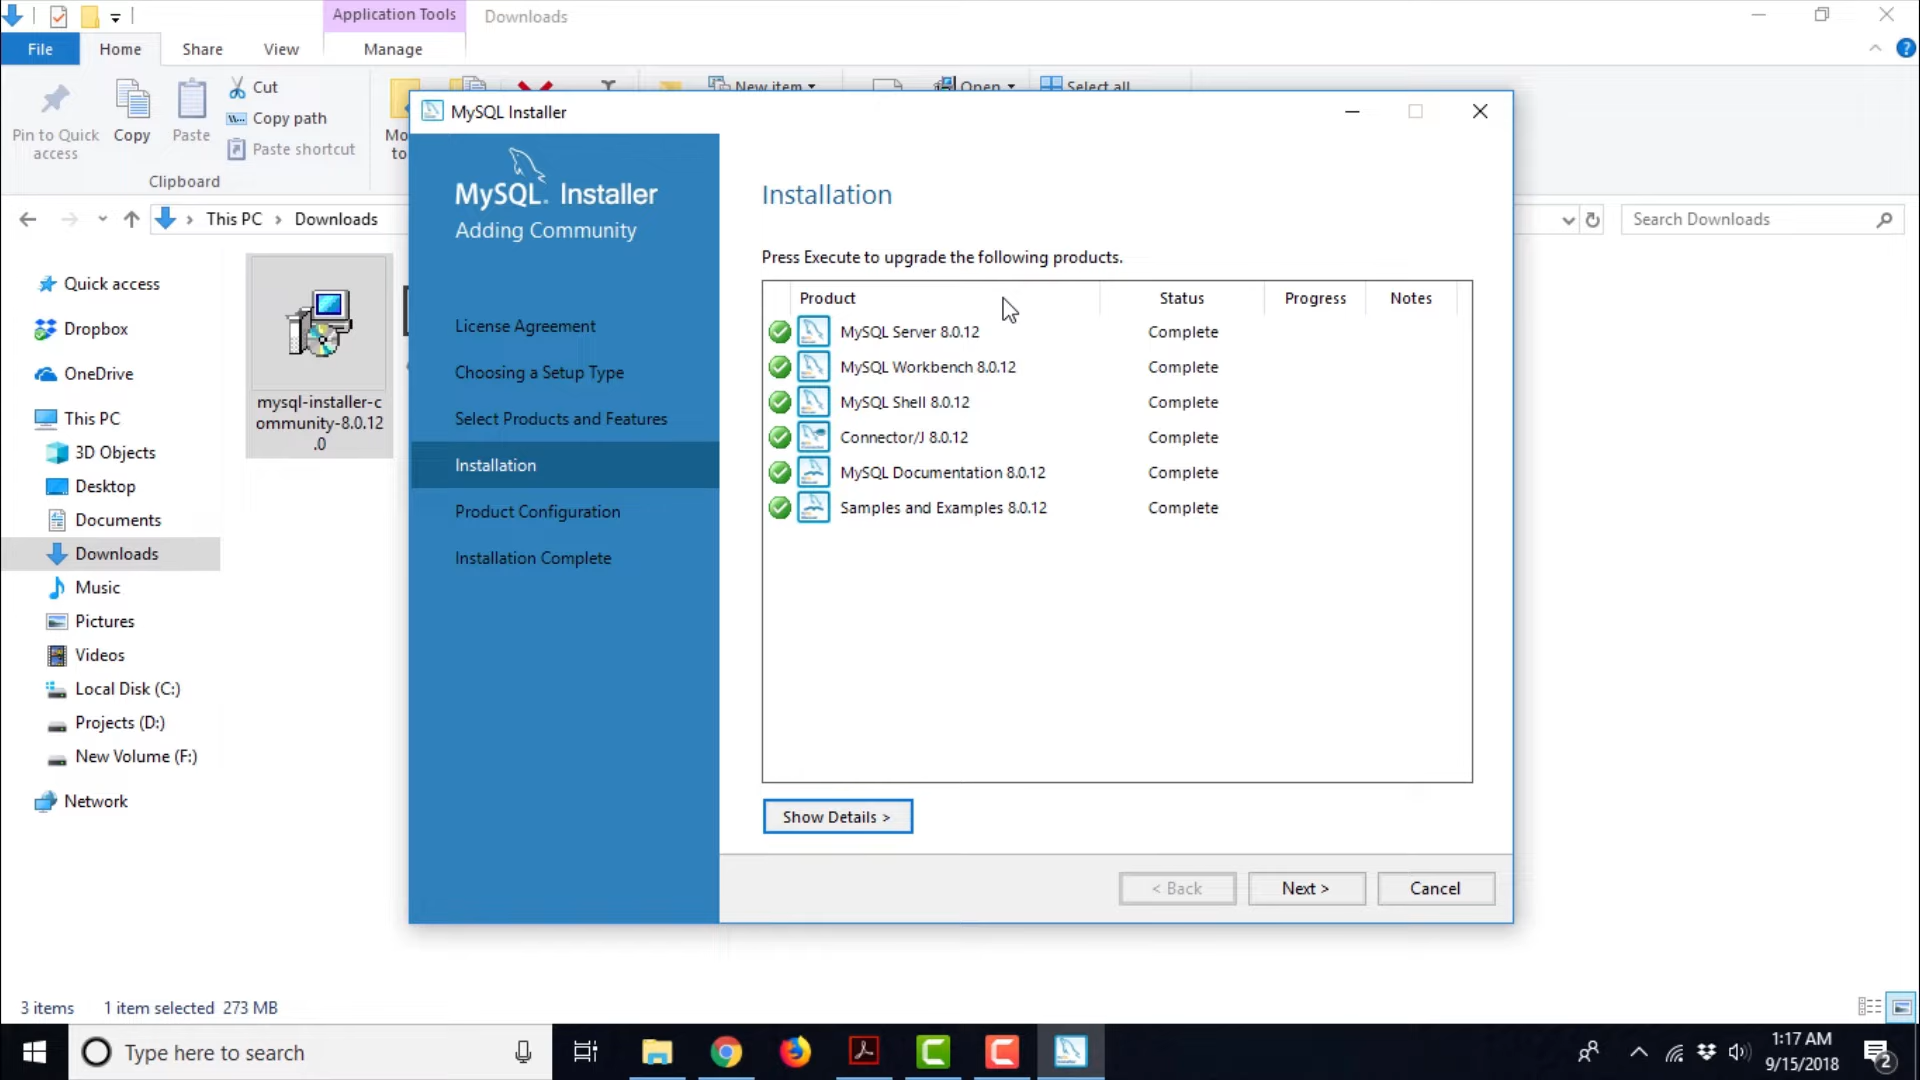 Application Tools
Downloads
File
Home
Share
View
Manage
Pin to Quick
access
Copy
Paste
Cut
Copy path
Paste shortcut
Clipboard
Mo
to
New item
Open
Select all
This PC > Downloads
Search Downloads
Quick access
Dropbox
OneDrive
This PC
3D Objects
Desktop
Documents
Downloads
Music
Pictures
Videos
Local Disk (C:)
Projects (D:)
New Volume (F:)
Network
mysql-installer-c
ommunity-8.0.12
.0
MySQL Installer
MySQL. Installer
Adding Community
License Agreement
Choosing a Setup Type
Select Products and Features
Installation
Product Configuration
Installation Complete
Installation
Press Execute to upgrade the following products.
Product Status Progress Notes
MySQL Server 8.0.12 Complete
MySQL Workbench 8.0.12 Complete
MySQL Shell 8.0.12 Complete
Connector/J 8.0.12 Complete
MySQL Documentation 8.0.12 Complete
Samples and Examples 8.0.12 Complete
Show Details >
< Back
Next >
Cancel
3 items 1 item selected 273 MB
Type here to search
1:17 AM
9/15/2018
2